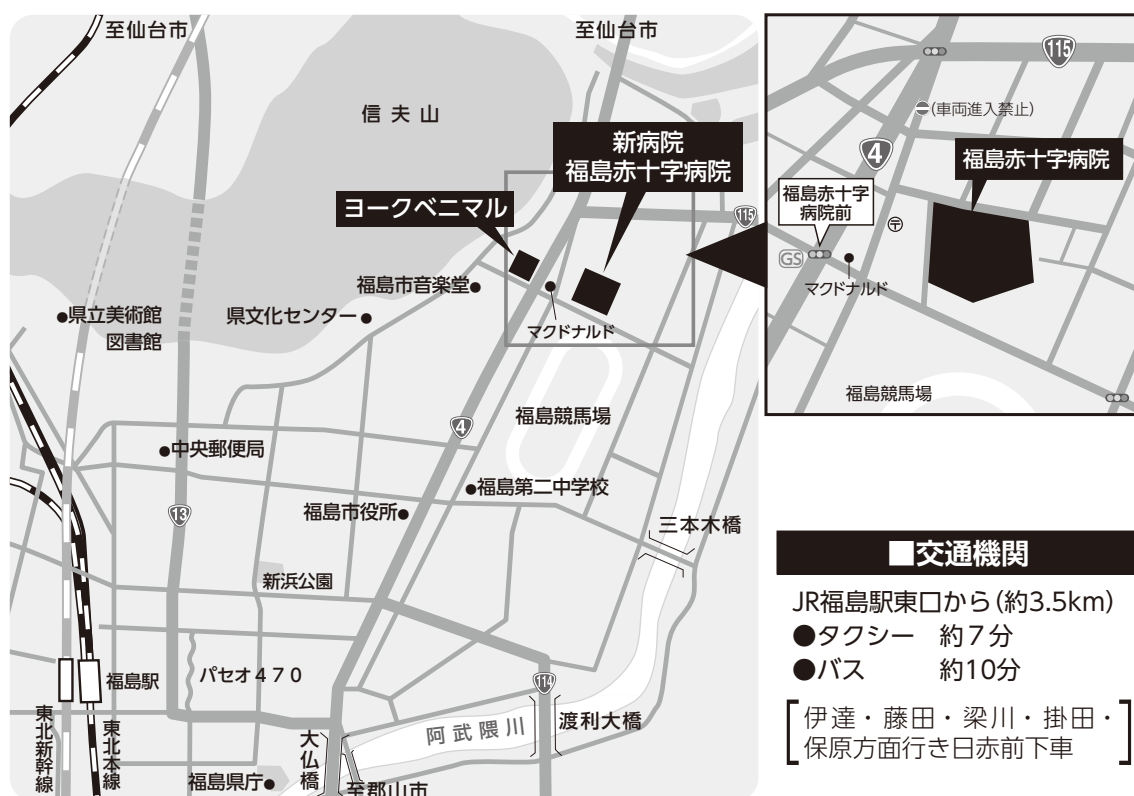 至仙台市
至仙台市
信夫山
新病院
福島赤十字病院
ヨークベニマル
115
福島市音楽堂
マクドナルド
県立美術館
図書館
県文化センター
福島競馬場
4
中央郵便局
福島第二中学校
13
福島市役所
三本木橋
新浜公園
パセオ470
福島駅
114
東北新幹線
東北本線
大仏橋
阿武隈川
渡利大橋
福島県庁
至郡山市
115
(車両進入禁止)
4
福島赤十字病院
福島赤十字
病院前
〒
GS
マクドナルド
福島競馬場
■交通機関
JR福島駅東口から(約3.5km)
●タクシー 約7分
●バス 約10分
伊達・藤田・梁川・掛田・
保原方面行き日赤前下車